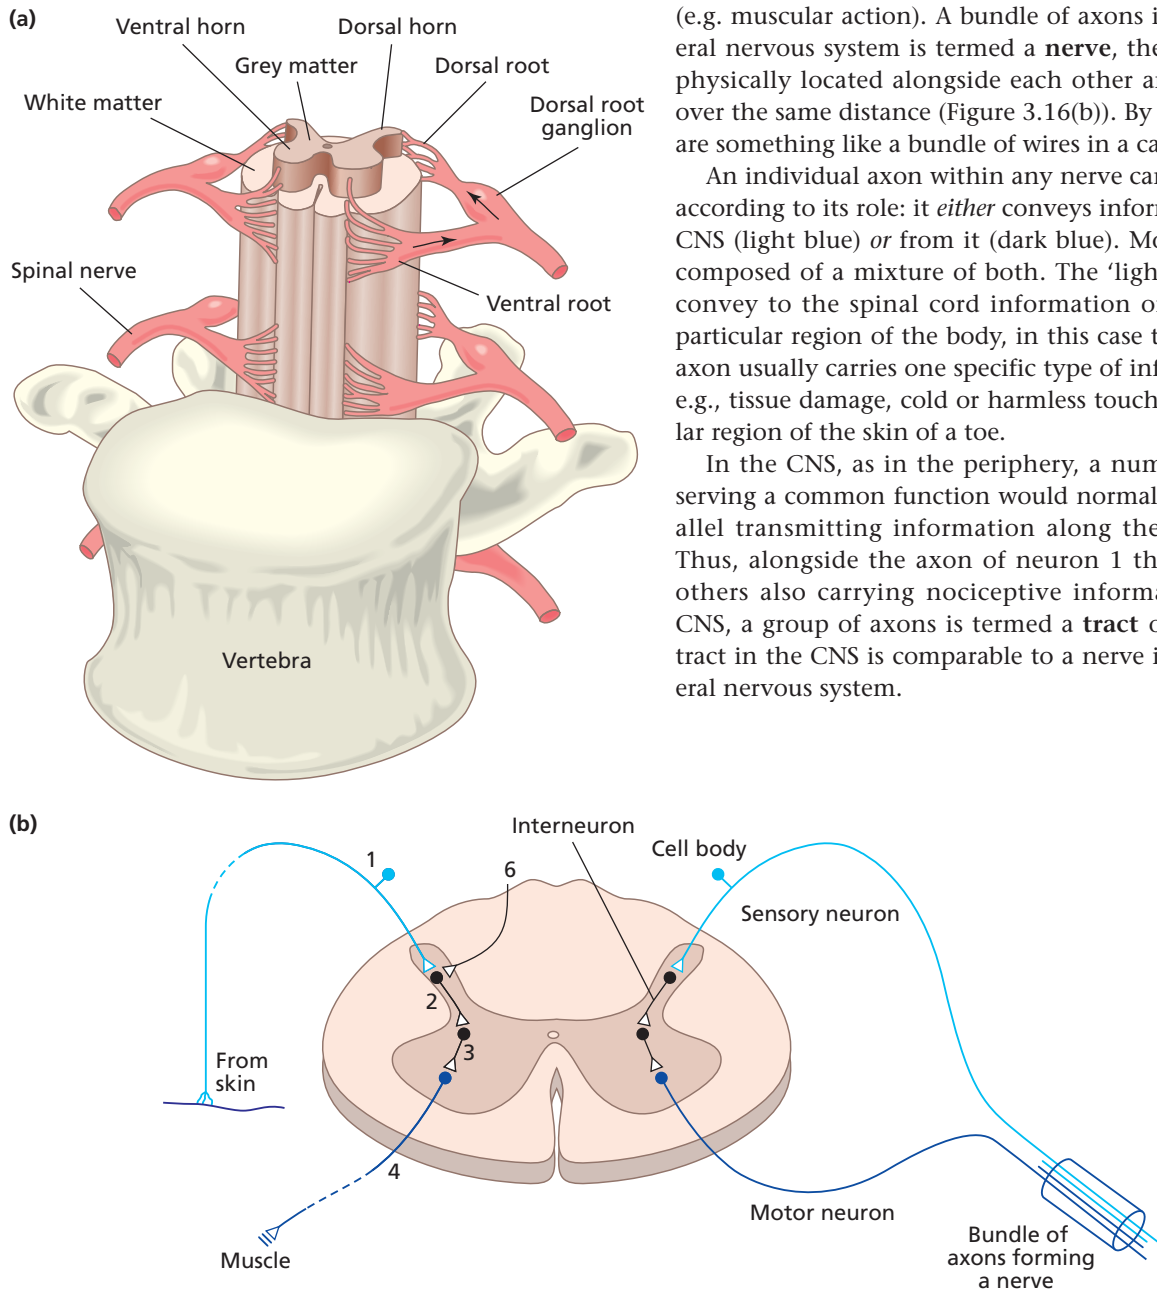 (a)
Ventral horn
Dorsal horn
Grey matter
Dorsal root
White matter
Dorsal root
ganglion
Spinal nerve
Ventral root
Vertebra
(e.g. muscular action). A bundle of axons i
eral nervous system is termed a nerve, the
physically located alongside each other a
over the same distance (Figure 3.16(b)). By
are something like a bundle of wires in a ca
An individual axon within any nerve car
according to its role: it either conveys infor
CNS (light blue) or from it (dark blue). Mo
composed of a mixture of both. The ‘light
convey to the spinal cord information o
particular region of the body, in this case t
axon usually carries one specific type of inf
e.g., tissue damage, cold or harmless touch
lar region of the skin of a toe.
In the CNS, as in the periphery, a num
serving a common function would normal
allel transmitting information along the
Thus, alongside the axon of neuron 1 th
others also carrying nociceptive informa
CNS, a group of axons is termed a tract o
tract in the CNS is comparable to a nerve i
eral nervous system.
(b)
Interneuron
Cell body
1
6
Sensory neuron
2
3
From
skin
4
Motor neuron
Muscle
Bundle of
axons forming
a nerve